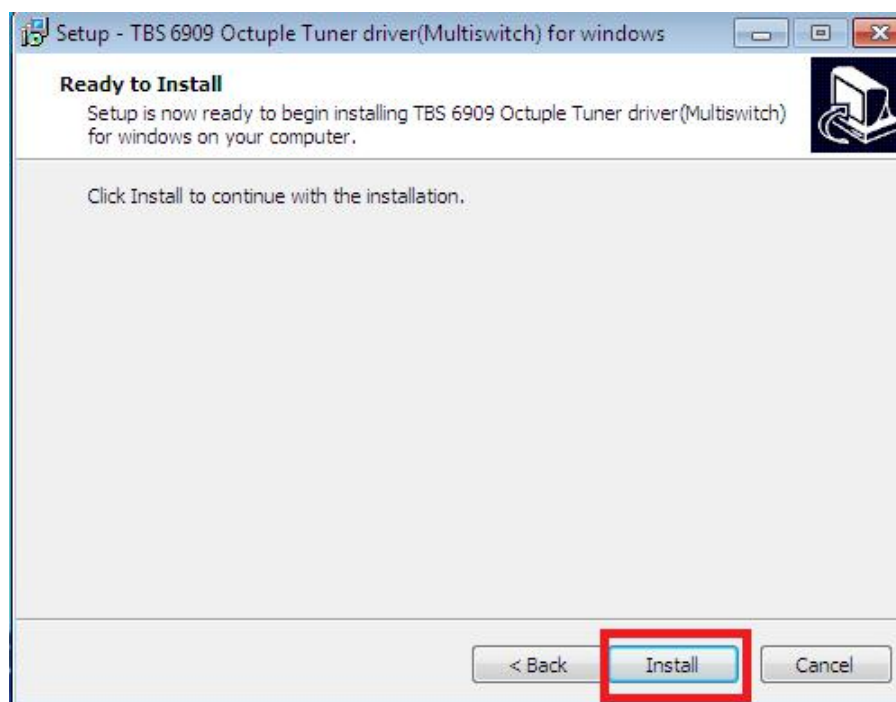 Setup - TBS 6909 Octuple Tuner driver(Multiswitch) for windows
Ready to Install
Setup is now ready to begin installing TBS 6909 Octuple Tuner driver(Multiswitch)
for windows on your computer.
Click Install to continue with the installation.
< Back Install Cancel